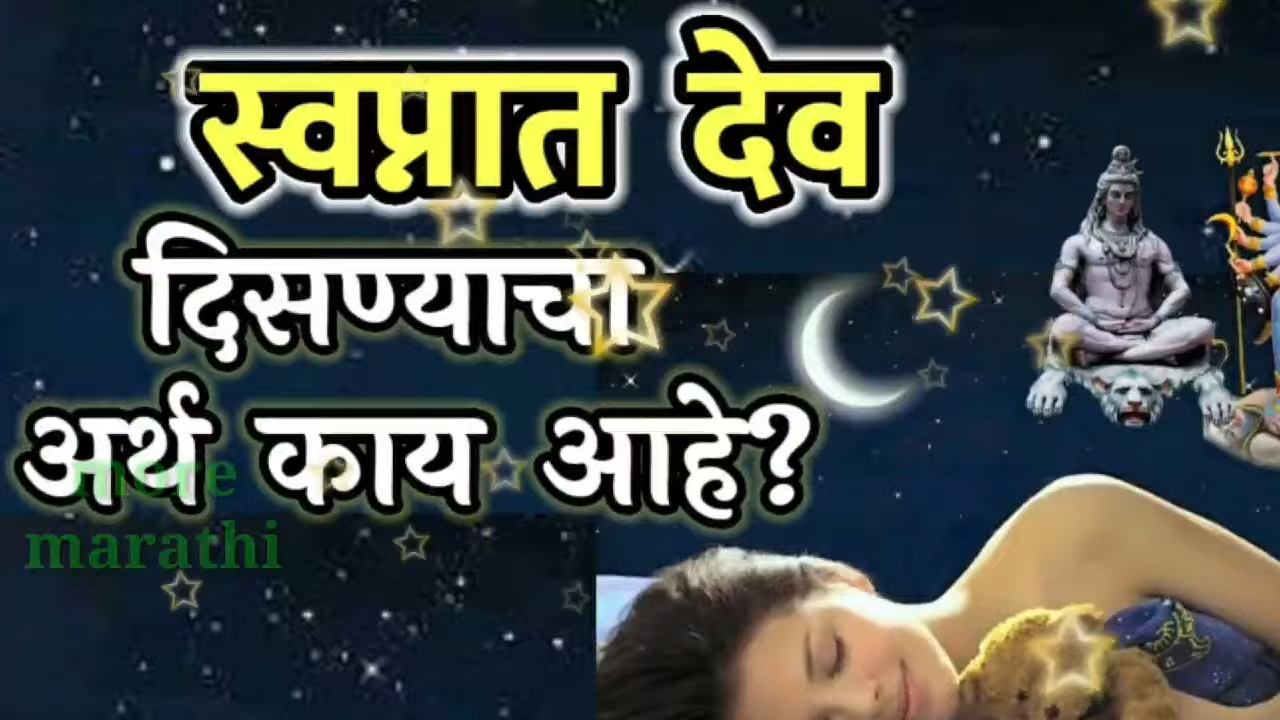 स्वप्नात देव
दिसण्याचा
अर्थ काय आहे?
more
marathi